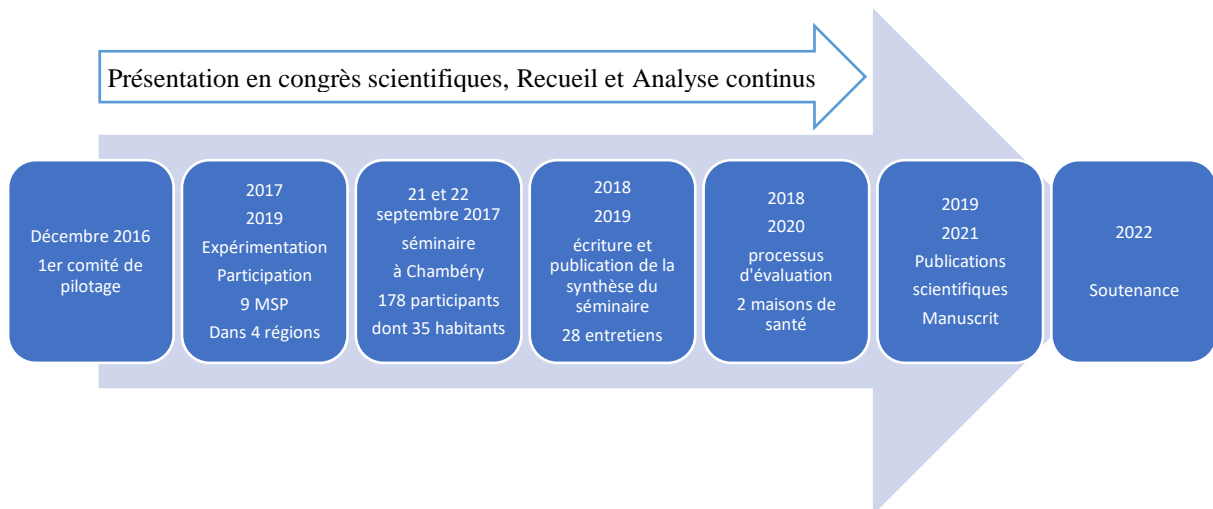 Présentation en congrès scientifiques, Recueil et Analyse continus
Décembre 2016
1er comité de
pilotage
2017
2019
Expérimentation
Participation
9 MSP
Dans 4 régions
21 et 22
septembre 2017
séminaire
à Chambéry
178 participants
dont 35 habitants
2018
2019
écriture et
publication de la
synthèse du
séminaire
28 entretiens
2018
2020
processus
d'évaluation
2 maisons de
santé
2019
2021
Publications
scientifiques
Manuscrit
2022
Soutenance